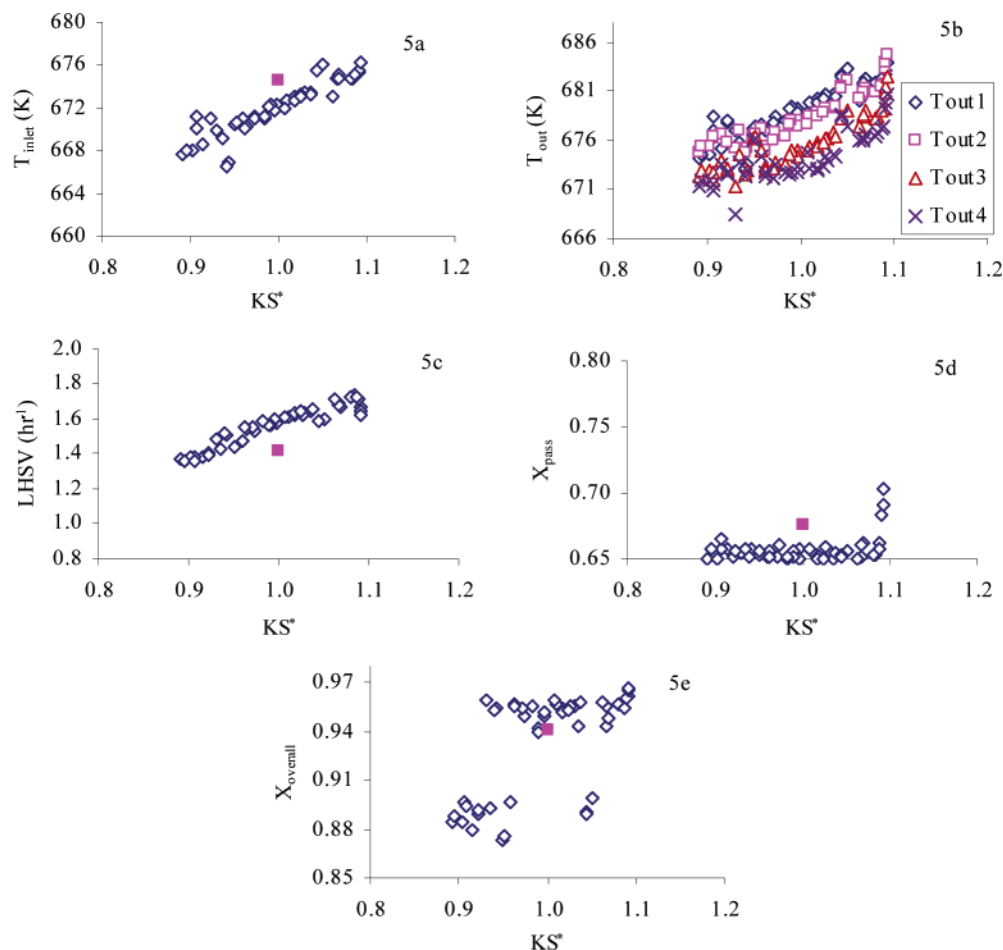 680
676
672
668
664
660
T_inlet (K)
5a
0.8 0.9 1.0 1.1 1.2
KS*
686
681
676
671
666
T_out (K)
5b
Tout1
Tout2
Tout3
Tout4
0.8 0.9 1.0 1.1 1.2
KS*
2.0
1.8
1.6
1.4
1.2
1.0
0.8
LHSV (hr⁻¹)
5c
0.8 0.9 1.0 1.1 1.2
KS*
0.80
0.75
0.70
0.65
X_pass
5d
0.8 0.9 1.0 1.1 1.2
KS*
0.97
0.94
0.91
0.88
0.85
X_overall
5e
0.8 0.9 1.0 1.1 1.2
KS*